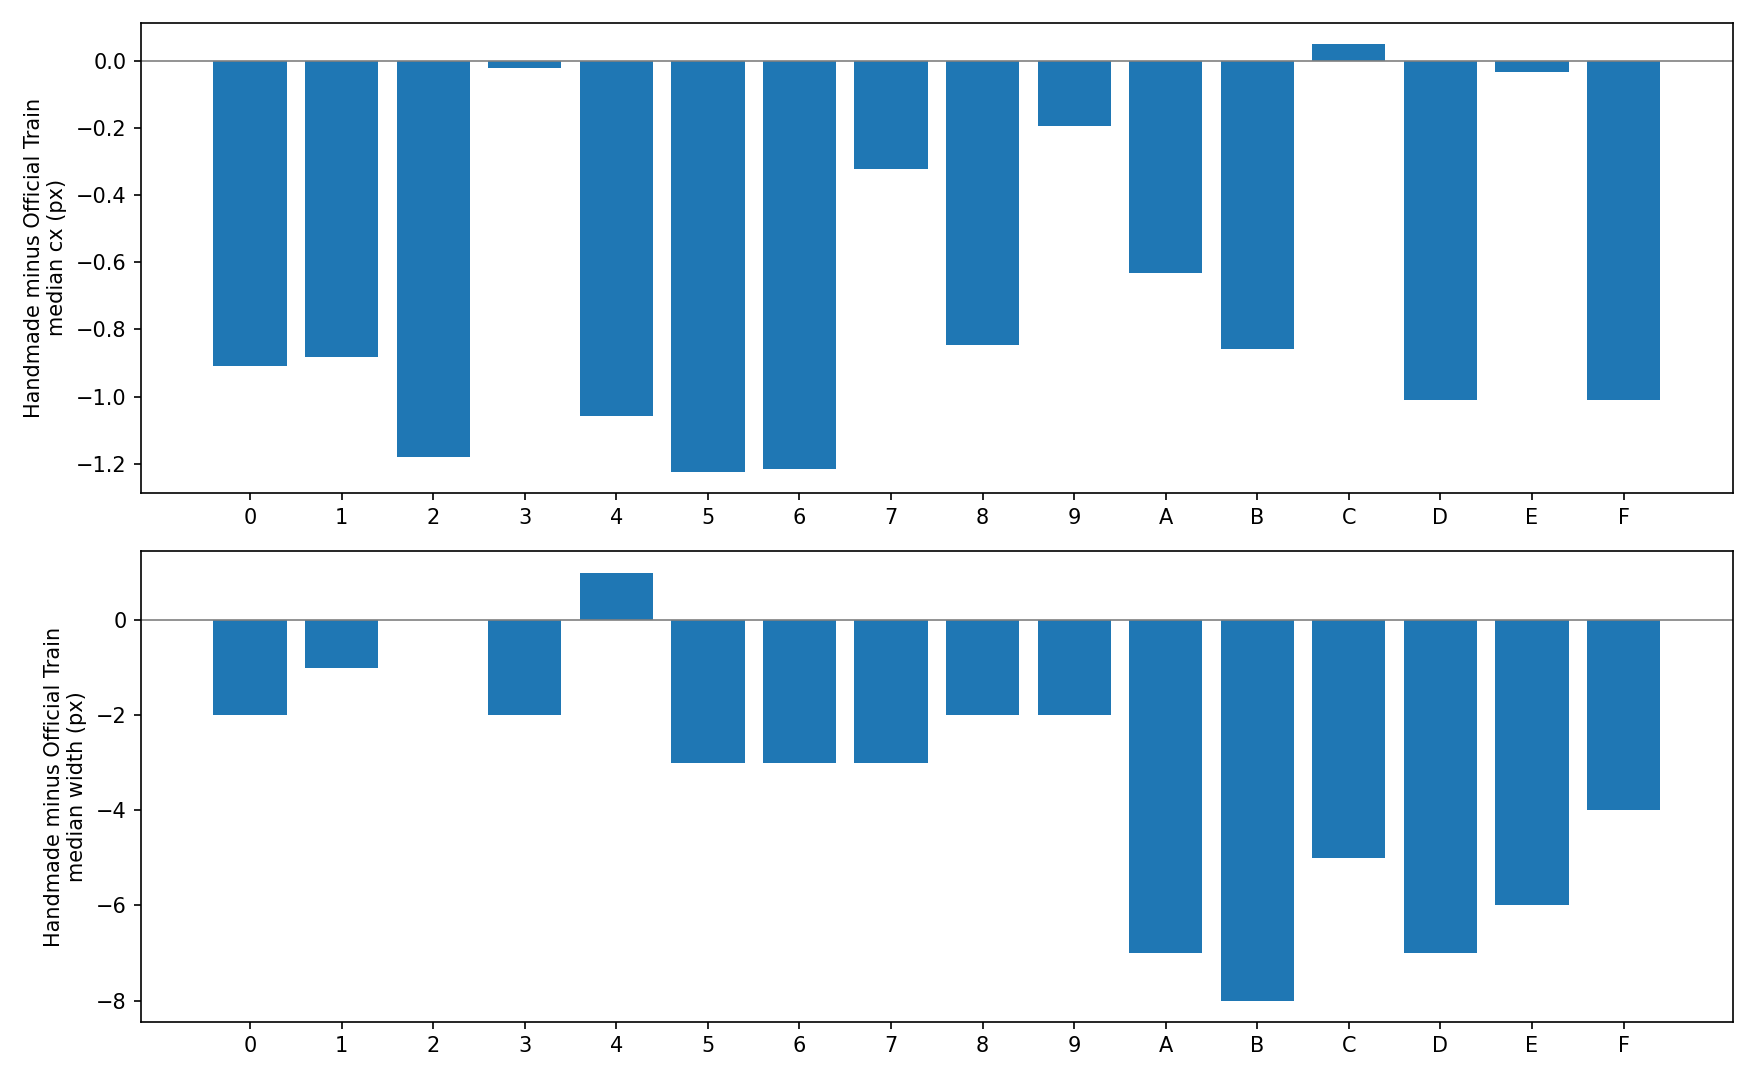 Handmade minus Official Train
median cx (px)
0.0
−0.2
−0.4
−0.6
−0.8
−1.0
−1.2
0 1 2 3 4 5 6 7 8 9 A B C D E F
Handmade minus Official Train
median width (px)
0
−2
−4
−6
−8
0 1 2 3 4 5 6 7 8 9 A B C D E F